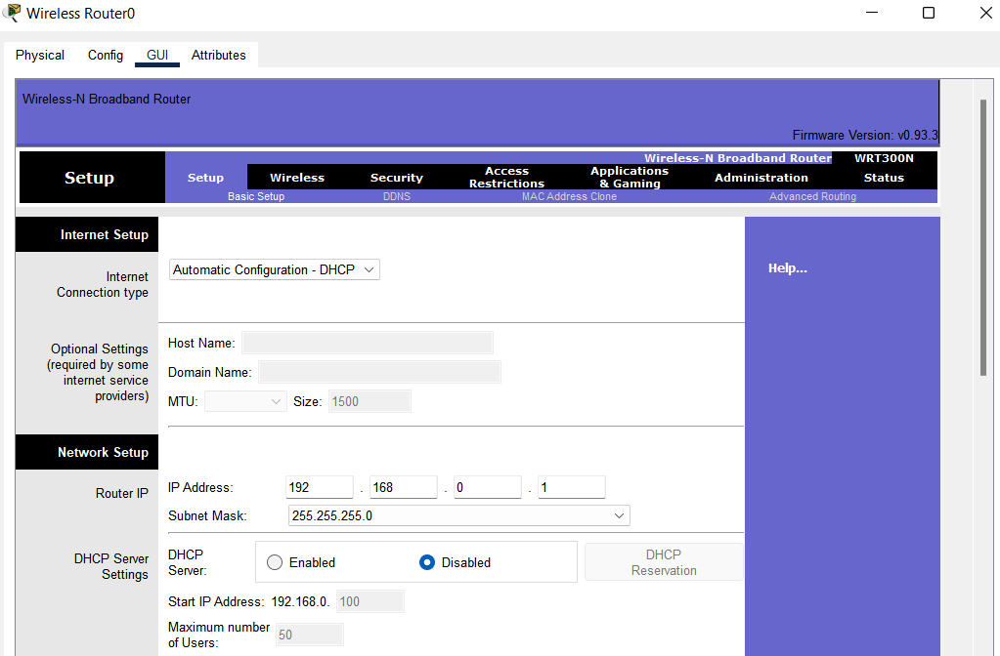 Wireless Router0
Physical Config GUI Attributes
Wireless-N Broadband Router
Firmware Version: v0.93.3
Wireless-N Broadband Router WRT300N
Setup
Setup Wireless Security Access Restrictions Applications & Gaming Administration Status
Basic Setup DDNS MAC Address Clone Advanced Routing
Internet Setup
Internet
Connection type
Automatic Configuration - DHCP
Help...
Optional Settings
(required by some
internet service
providers)
Host Name:
Domain Name:
MTU: Size: 1500
Network Setup
Router IP
IP Address: 192 . 168 . 0 . 1
Subnet Mask: 255.255.255.0
DHCP Server
Settings
DHCP
Server:
Enabled Disabled
DHCP
Reservation
Start IP Address: 192.168.0. 100
Maximum number
of Users: 50